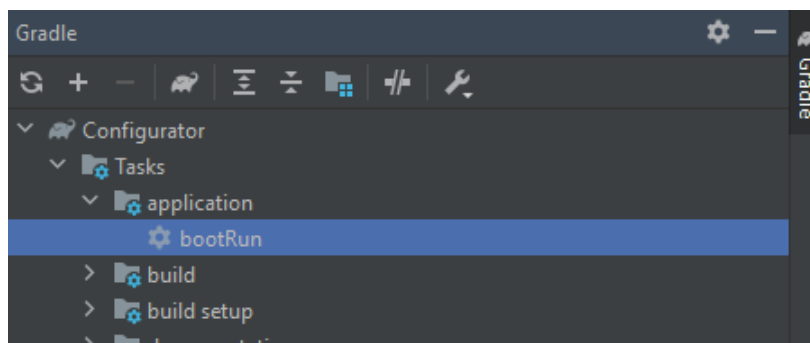 Gradle
Gradle
Configurator
Tasks
application
bootRun
build
build setup